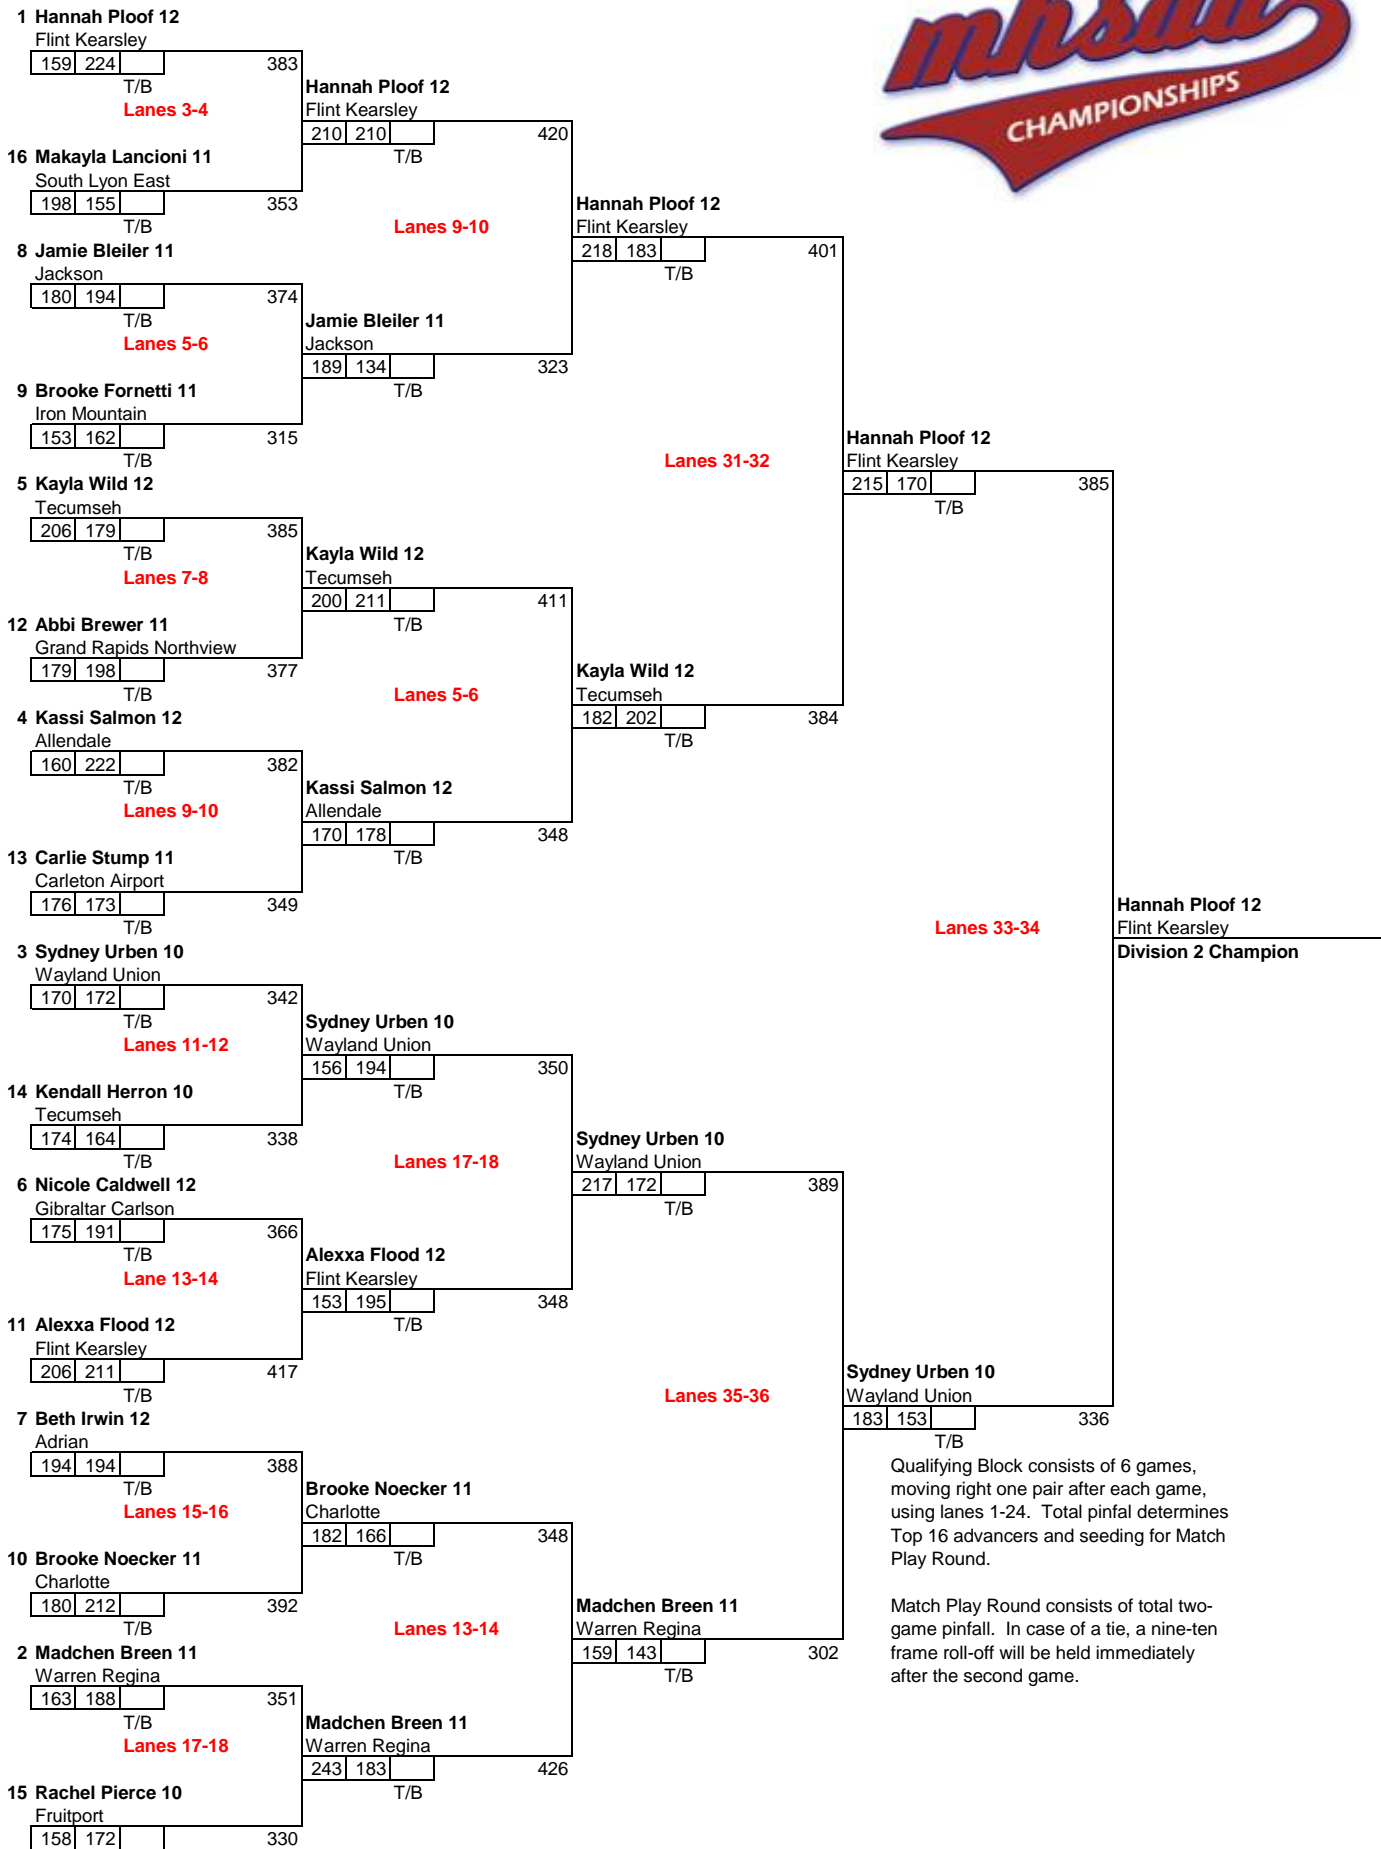 mhsaa
CHAMPIONSHIPS
1 Hannah Ploof 12
Flint Kearsley
159 224 383
T/B
Lanes 3-4
16 Makayla Lancioni 11
South Lyon East
198 155 353
T/B
8 Jamie Bleiler 11
Jackson
180 194 374
T/B
Lanes 5-6
9 Brooke Fornetti 11
Iron Mountain
153 162 315
T/B
5 Kayla Wild 12
Tecumseh
206 179 385
T/B
Lanes 7-8
12 Abbi Brewer 11
Grand Rapids Northview
179 198 377
T/B
4 Kassi Salmon 12
Allendale
160 222 382
T/B
Lanes 9-10
13 Carlie Stump 11
Carleton Airport
176 173 349
T/B
3 Sydney Urben 10
Wayland Union
170 172 342
T/B
Lanes 11-12
14 Kendall Herron 10
Tecumseh
174 164 338
T/B
6 Nicole Caldwell 12
Gibraltar Carlson
175 191 366
T/B
Lane 13-14
11 Alexxa Flood 12
Flint Kearsley
206 211 417
T/B
7 Beth Irwin 12
Adrian
194 194 388
T/B
Lanes 15-16
10 Brooke Noecker 11
Charlotte
180 212 392
T/B
2 Madchen Breen 11
Warren Regina
163 188 351
T/B
Lanes 17-18
15 Rachel Pierce 10
Fruitport
158 172 330
Hannah Ploof 12
Flint Kearsley
210 210 420
T/B
Lanes 9-10
Jamie Bleiler 11
Jackson
189 134 323
T/B
Kayla Wild 12
Tecumseh
200 211 411
T/B
Lanes 5-6
Kassi Salmon 12
Allendale
170 178 348
T/B
Sydney Urben 10
Wayland Union
156 194 350
T/B
Lanes 17-18
Alexxa Flood 12
Flint Kearsley
153 195 348
T/B
Brooke Noecker 11
Charlotte
182 166 348
T/B
Lanes 13-14
Madchen Breen 11
Warren Regina
243 183 426
T/B
Hannah Ploof 12
Flint Kearsley
218 183 401
T/B
Lanes 31-32
Kayla Wild 12
Tecumseh
182 202 384
T/B
Sydney Urben 10
Wayland Union
217 172 389
T/B
Lanes 35-36
Madchen Breen 11
Warren Regina
159 143 302
T/B
Hannah Ploof 12
Flint Kearsley
215 170 385
T/B
Lanes 33-34
Sydney Urben 10
Wayland Union
183 153 336
T/B
Hannah Ploof 12
Flint Kearsley
Division 2 Champion
Qualifying Block consists of 6 games,
moving right one pair after each game,
using lanes 1-24. Total pinfal determines
Top 16 advancers and seeding for Match
Play Round.
Match Play Round consists of total two-
game pinfall. In case of a tie, a nine-ten
frame roll-off will be held immediately
after the second game.